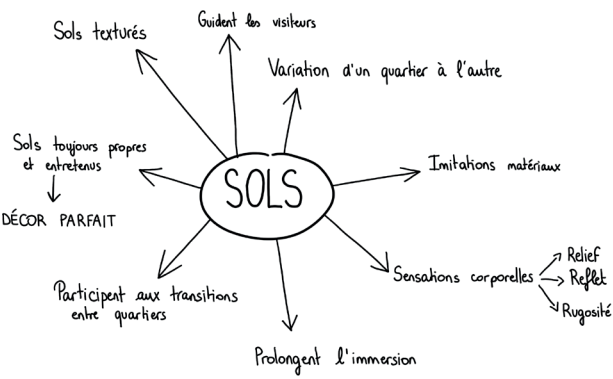 Guident les visiteurs
Sols texturés
Variation d'un quartier à l'autre
Sols toujours propres
et entretenus
DÉCOR PARFAIT
SOLS
Imitations matériaux
Sensations corporelles
Relief
Reflet
Rugosité
Participent aux transitions
entre quartiers
Prolongent l'immersion